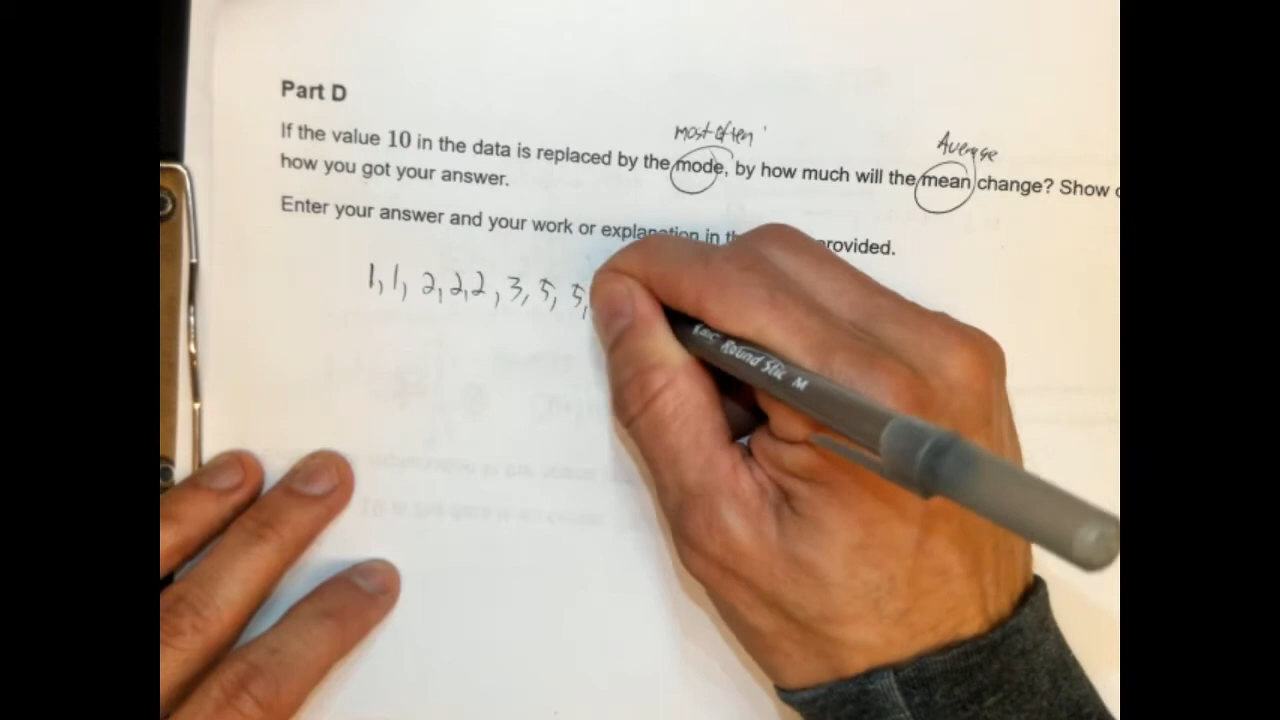 Part D
most often Average
If the value 10 in the data is replaced by the mode, by how much will the mean change? Show
how you got your answer.
Enter your answer and your work or explanation in provided.
1, 1, 2, 2, 2, 3, 5, 5,
BIC Round Stic M